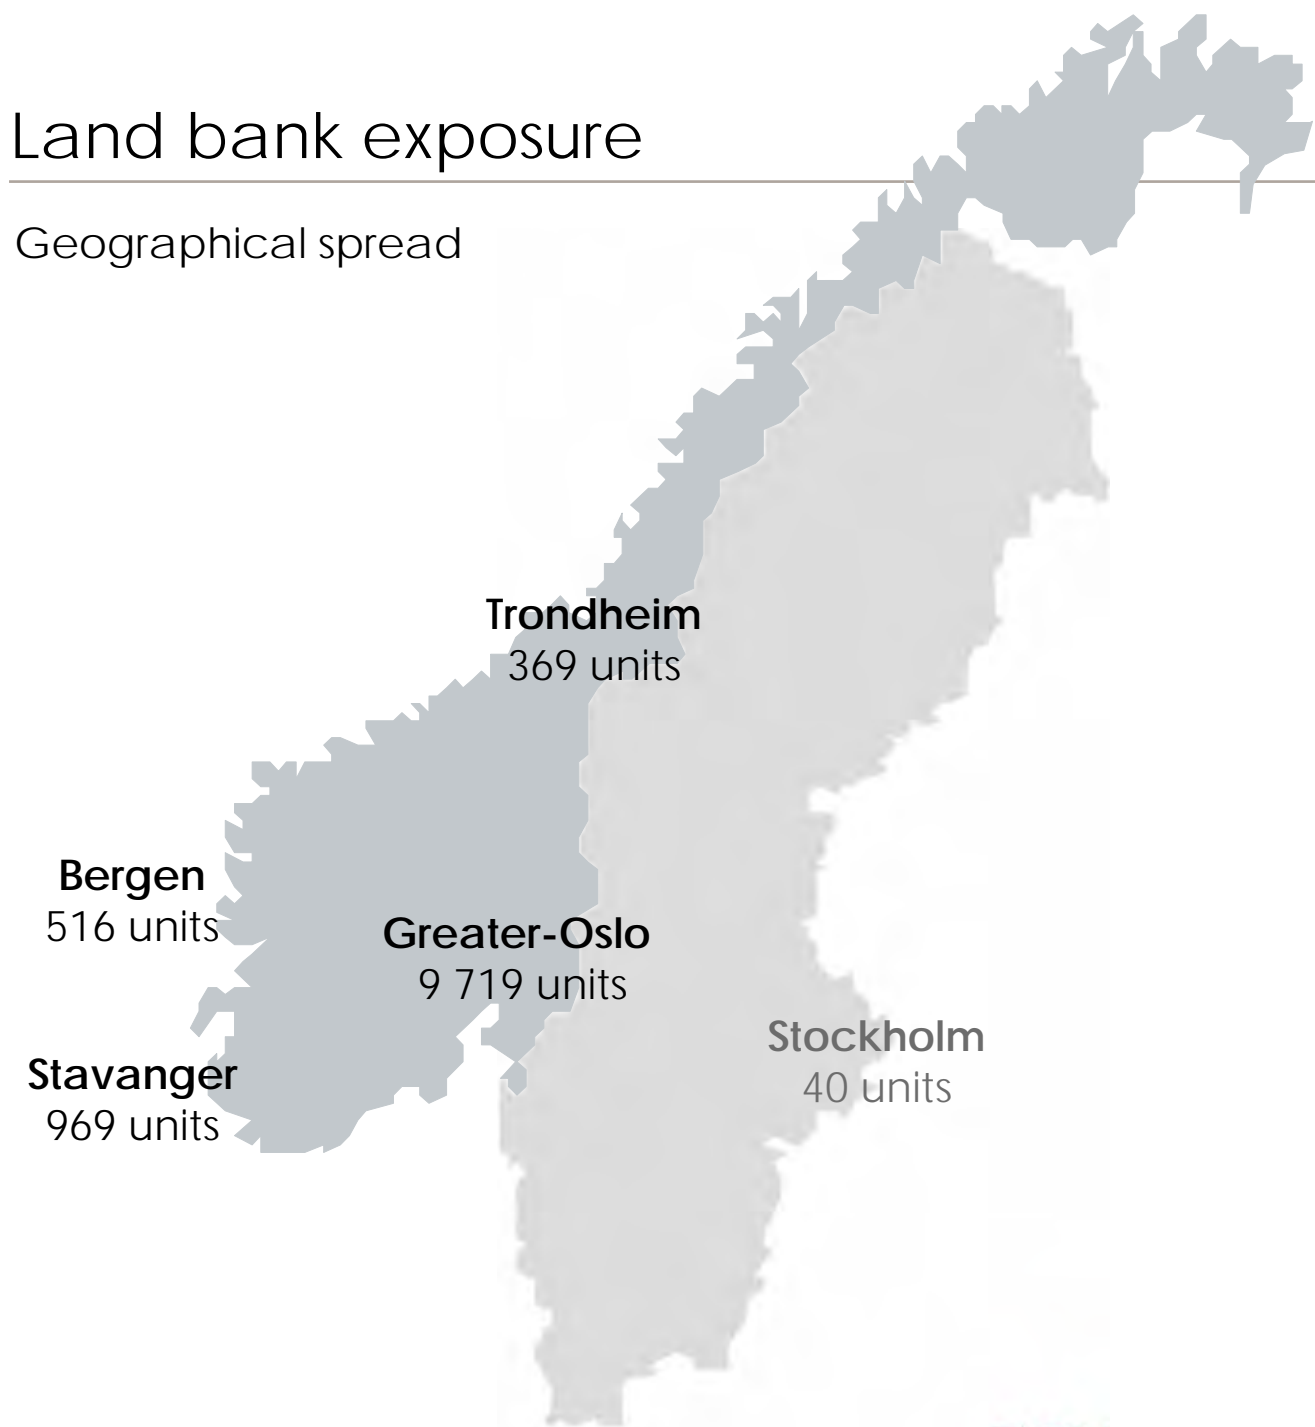 Land bank exposure
Geographical spread
Trondheim
369 units
Bergen
516 units
Greater-Oslo
9 719 units
Stockholm
40 units
Stavanger
969 units